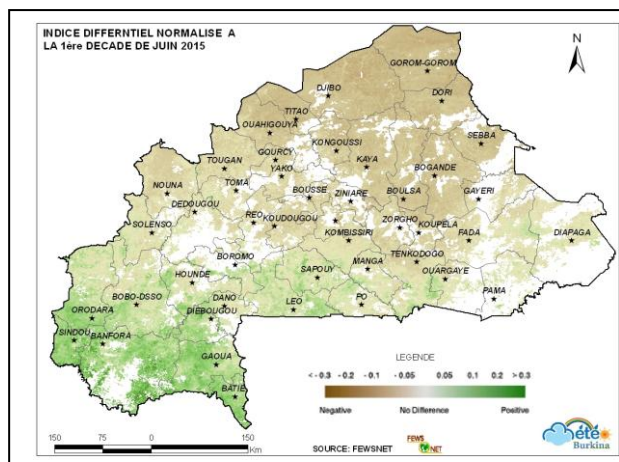 INDICE DIFFERNTIEL NORMALISE A
LA 1ère DECADE DE JUIN 2015
N
GOROM-GOROM
DJIBO
DORI
TITAO
OUAHIGOUYA
SEBBA
KONGOUSSI
GOURCY
TOUGAN
KAYA
YAKO
BOGANDE
NOUNA
TOMA
BOUSSE
ZINIARE
BOULSA
GAYERI
DEDOUGOU
REO
KOUDOUGOU
ZORGHO
KOUPELA
SOLENSO
KOMBISSIRI
FADA
DIAPAGA
BOROMO
TENKODOGO
MANGA
HOUNDE
SAPOUY
OUARGAYE
PAMA
BOBO-DSSO
DANO
LEO
PO
ORODARA
DIEBOUGOU
SINDOU
BANFORA
GAOUA
BATIE
LEGENDE
< -0.3 -0.2 -0.1 - 0.05 0.05 0.1 0.2 > 0.3
Negative No Difference Positive
150 75 0 150
Km
SOURCE: FEWSNET
FEWS
NET
été
Burkina